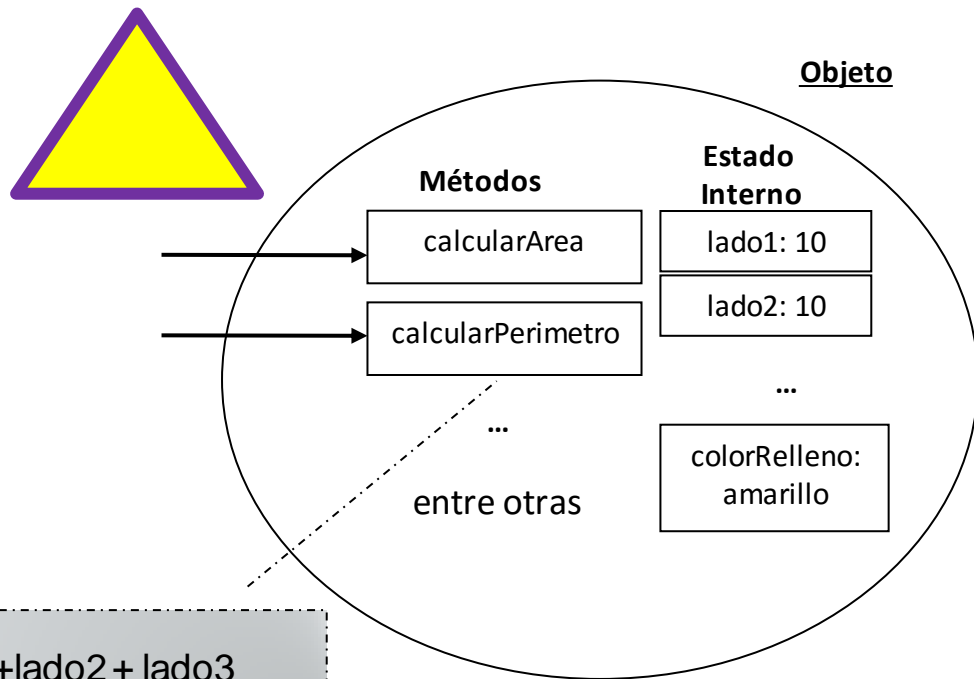 Objeto
Métodos
Estado
Interno
calcularArea
lado1: 10
lado2: 10
calcularPerimetro
...
...
colorRelleno:
amarillo
entre otras
+lado2 + lado3